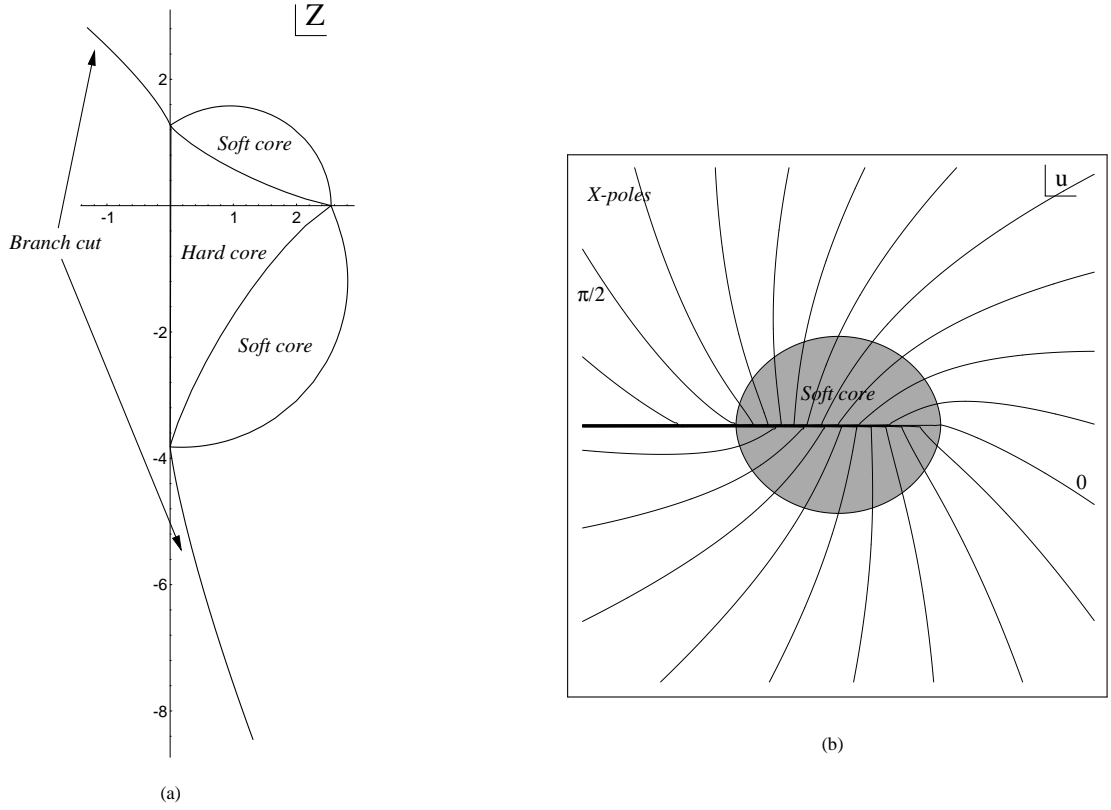 Z
2
Soft core
-1
1
2
Branch cut
Hard core
-2
Soft core
-4
-6
-8
(a)
X-poles
u
π/2
Soft core
0
(b)